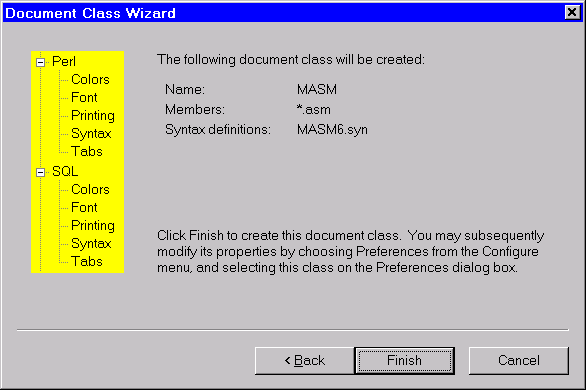 Document Class Wizard
Perl
Colors
Font
Printing
Syntax
Tabs
SQL
Colors
Font
Printing
Syntax
Tabs
The following document class will be created:
Name: MASM
Members: *.asm
Syntax definitions: MASM6.syn
Click Finish to create this document class. You may subsequently
modify its properties by choosing Preferences from the Configure
menu, and selecting this class on the Preferences dialog box.
< Back Finish Cancel